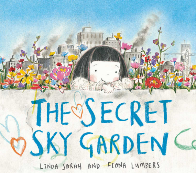 THE SECRET
SKY GARDEN
LINDA SARAH AND FIONA LUMBERS